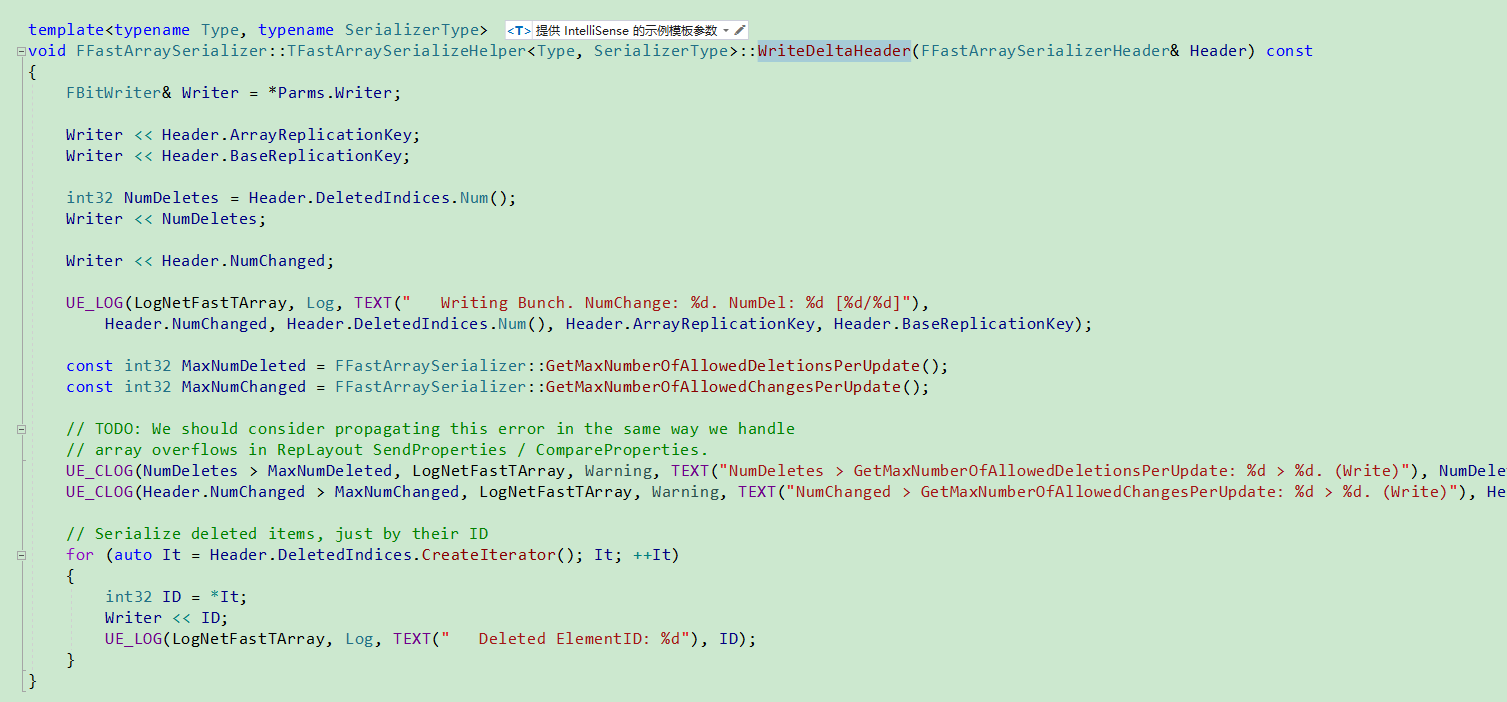 template<typename Type, typename SerializerType> <T> 提供 IntelliSense 的示例模板参数
void FFastArraySerializer::TFastArraySerializeHelper<Type, SerializerType>::WriteDeltaHeader(FFastArraySerializerHeader& Header) const
{
    FBitWriter& Writer = *Parms.Writer;

    Writer << Header.ArrayReplicationKey;
    Writer << Header.BaseReplicationKey;

    int32 NumDeletes = Header.DeletedIndices.Num();
    Writer << NumDeletes;

    Writer << Header.NumChanged;

    UE_LOG(LogNetFastTArray, Log, TEXT("   Writing Bunch. NumChange: %d. NumDel: %d [%d/%d]"),
        Header.NumChanged, Header.DeletedIndices.Num(), Header.ArrayReplicationKey, Header.BaseReplicationKey);

    const int32 MaxNumDeleted = FFastArraySerializer::GetMaxNumberOfAllowedDeletionsPerUpdate();
    const int32 MaxNumChanged = FFastArraySerializer::GetMaxNumberOfAllowedChangesPerUpdate();

    // TODO: We should consider propagating this error in the same way we handle
    // array overflows in RepLayout SendProperties / CompareProperties.
    UE_CLOG(NumDeletes > MaxNumDeleted, LogNetFastTArray, Warning, TEXT("NumDeletes > GetMaxNumberOfAllowedDeletionsPerUpdate: %d > %d. (Write)"), NumDele
    UE_CLOG(Header.NumChanged > MaxNumChanged, LogNetFastTArray, Warning, TEXT("NumChanged > GetMaxNumberOfAllowedChangesPerUpdate: %d > %d. (Write)"), He

    // Serialize deleted items, just by their ID
    for (auto It = Header.DeletedIndices.CreateIterator(); It; ++It)
    {
        int32 ID = *It;
        Writer << ID;
        UE_LOG(LogNetFastTArray, Log, TEXT("   Deleted ElementID: %d"), ID);
    }
}